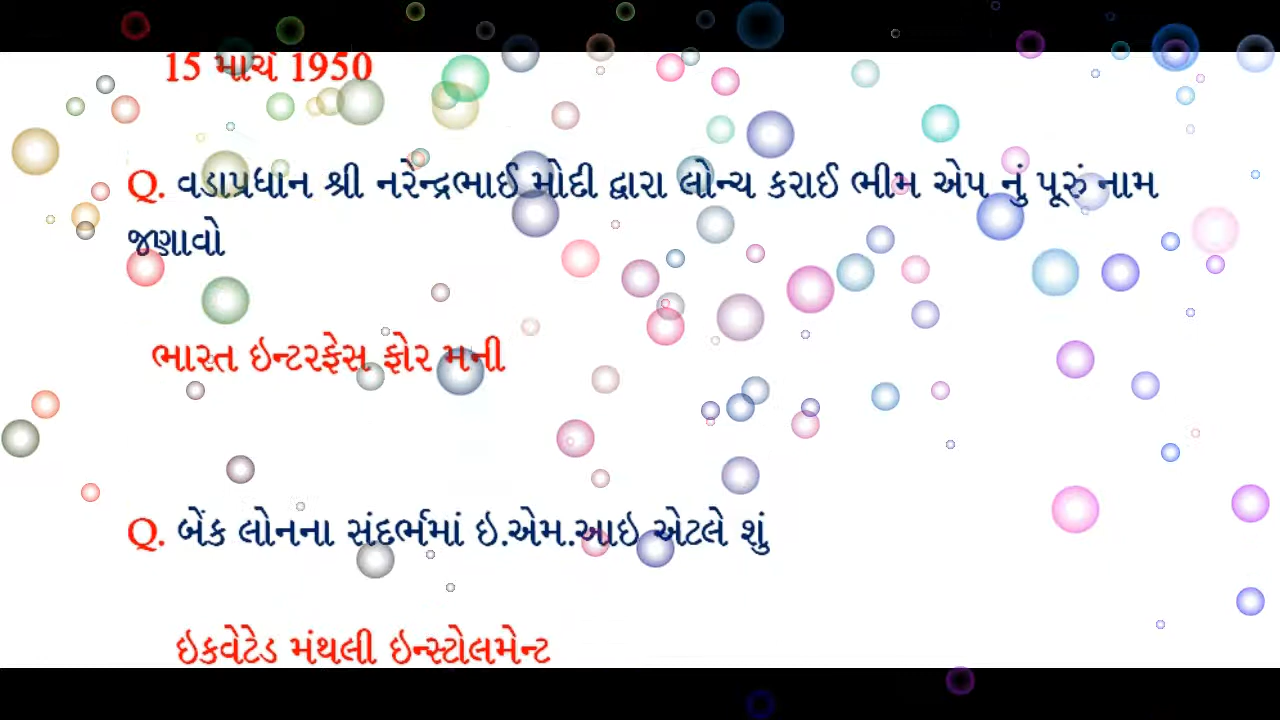 15 માર્ચ 1950
Q. વડાપ્રધાન શ્રી નરેન્દ્રભાઈ મોદી દ્વારા લોન્ચ કરાઈ ભીમ એપ નું પૂરું નામ
જણાવો
ભારત ઇન્ટરફેસ ફોર મની
Q. બેંક લોનના સંદર્ભમાં ઇ.એમ.આઇ એટલે શું
ઇકવેટેડ મંથલી ઇન્સ્ટોલમેન્ટ